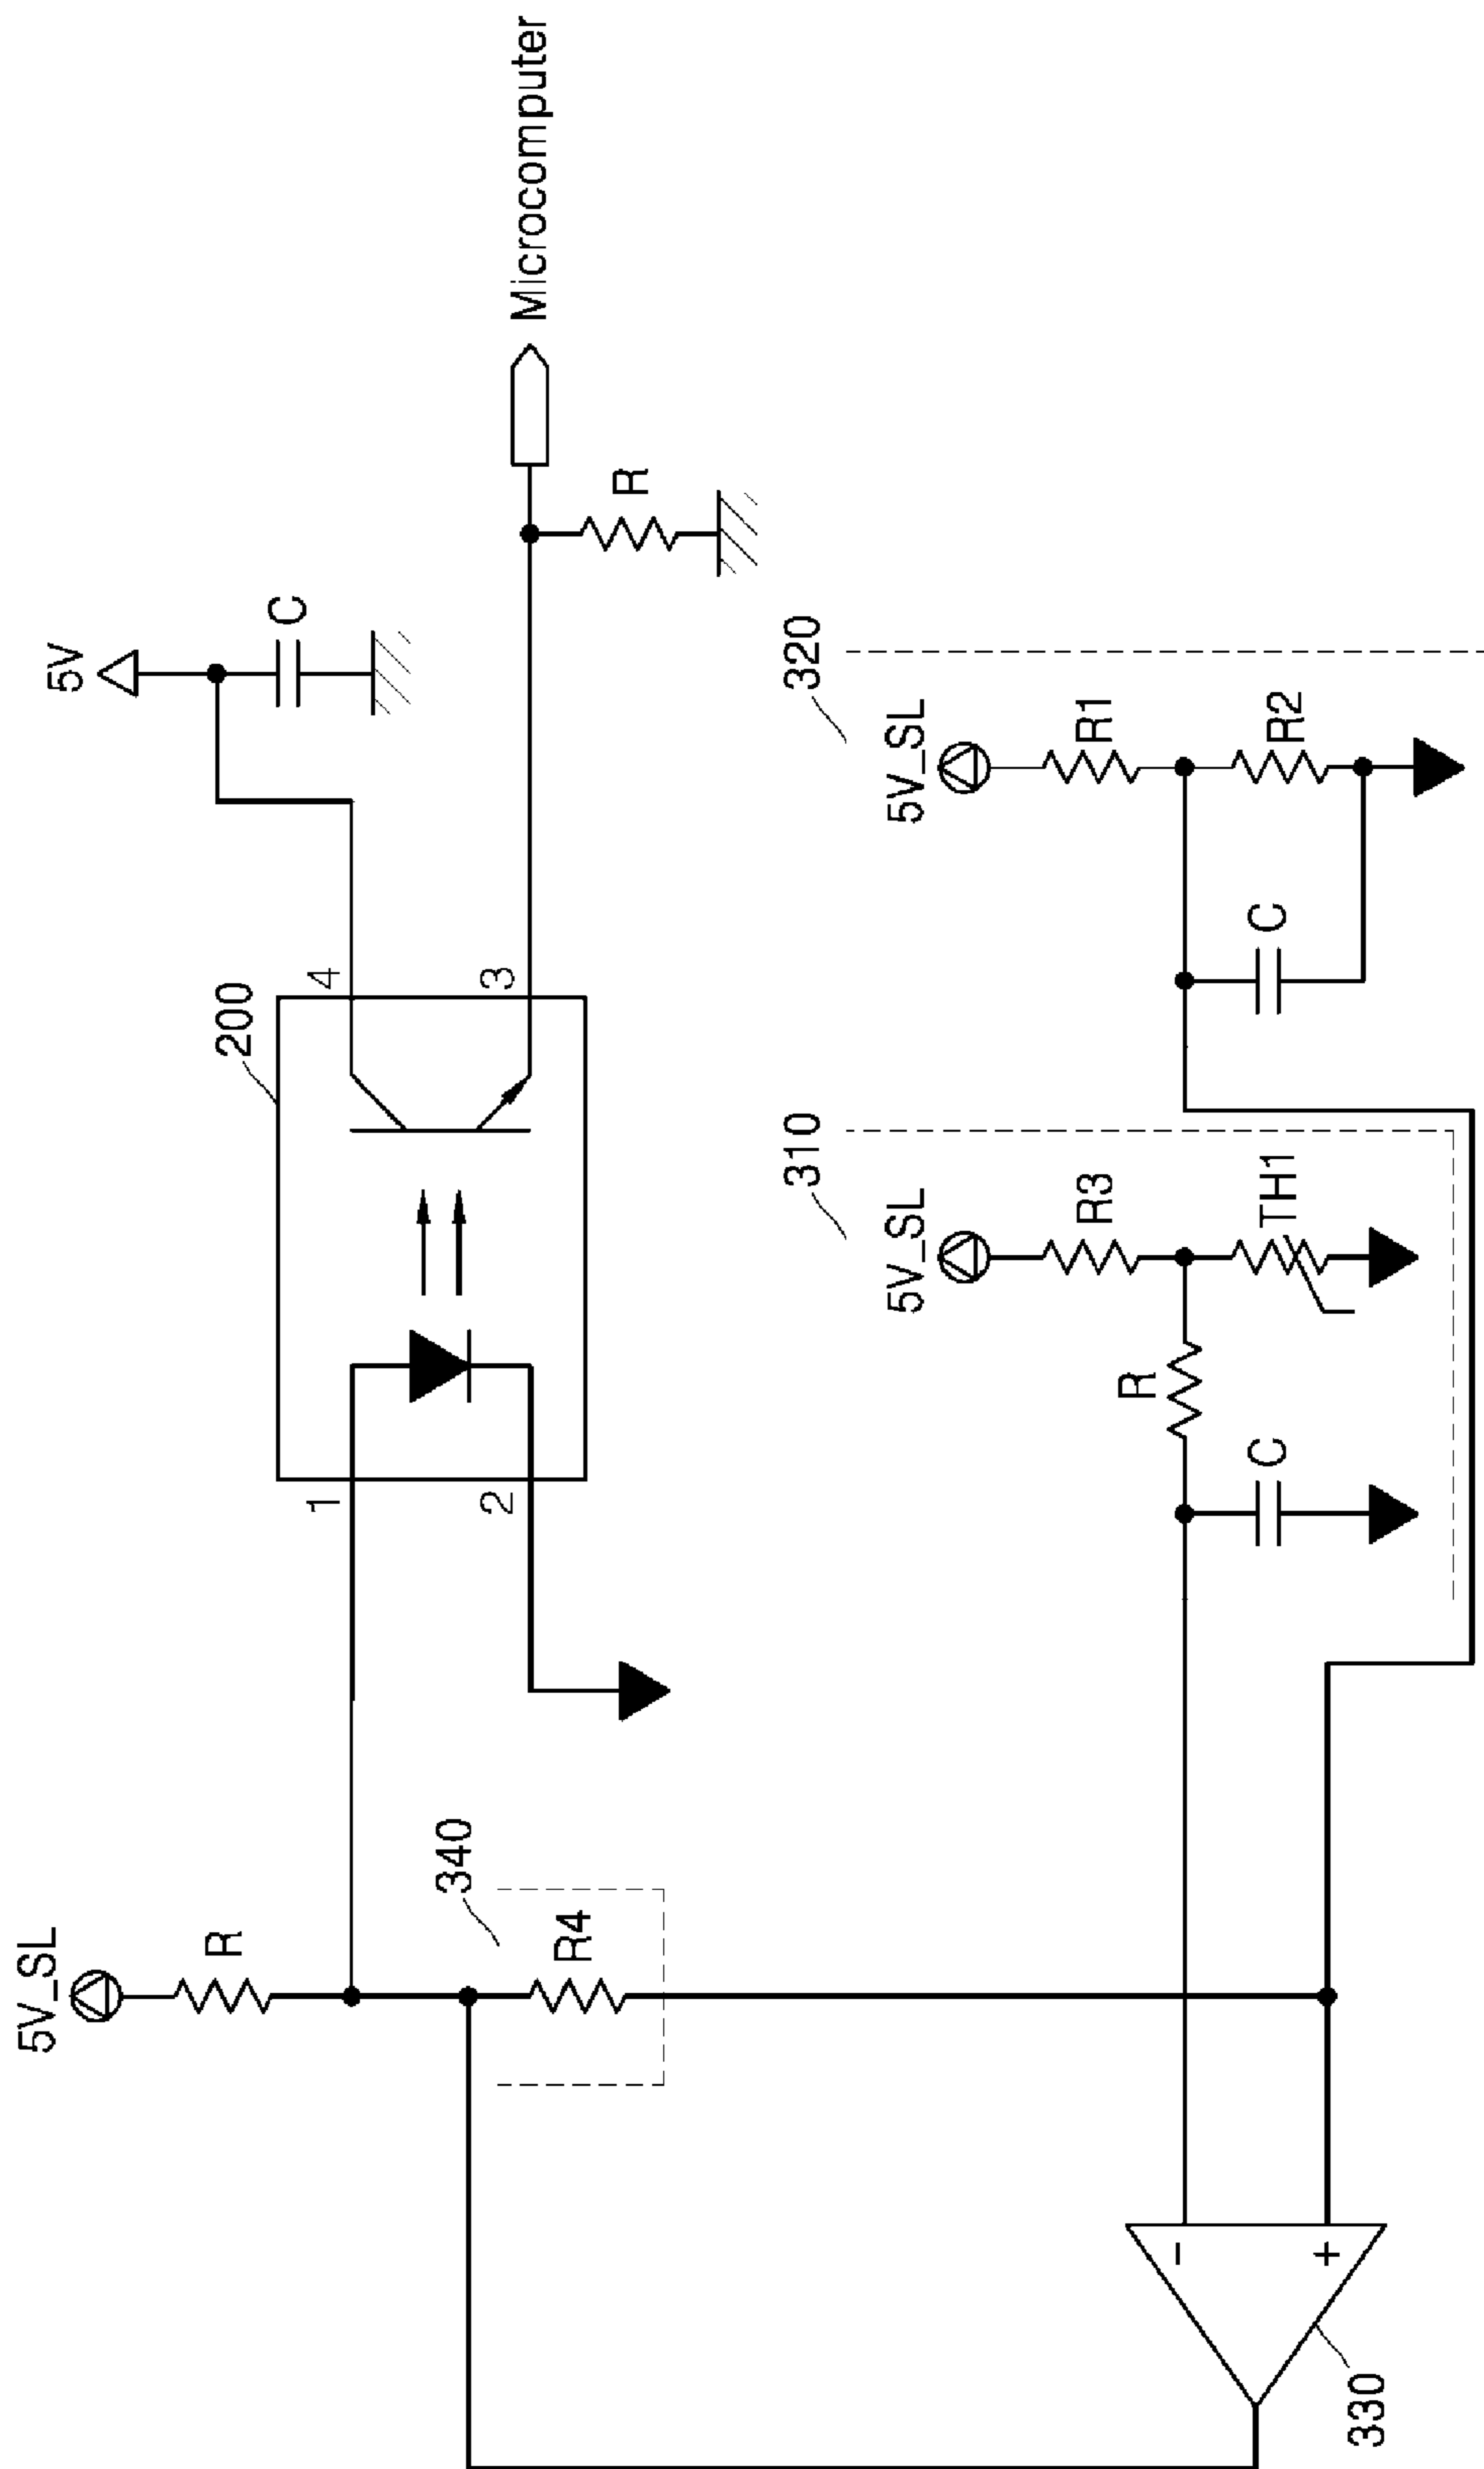 5V_SL
R
340
R4
1
2
200
4
3
5V
C
R
Microcomputer
330
-
+
310
5V_SL
R3
TH1
R
C
320
5V_SL
R1
R2
C